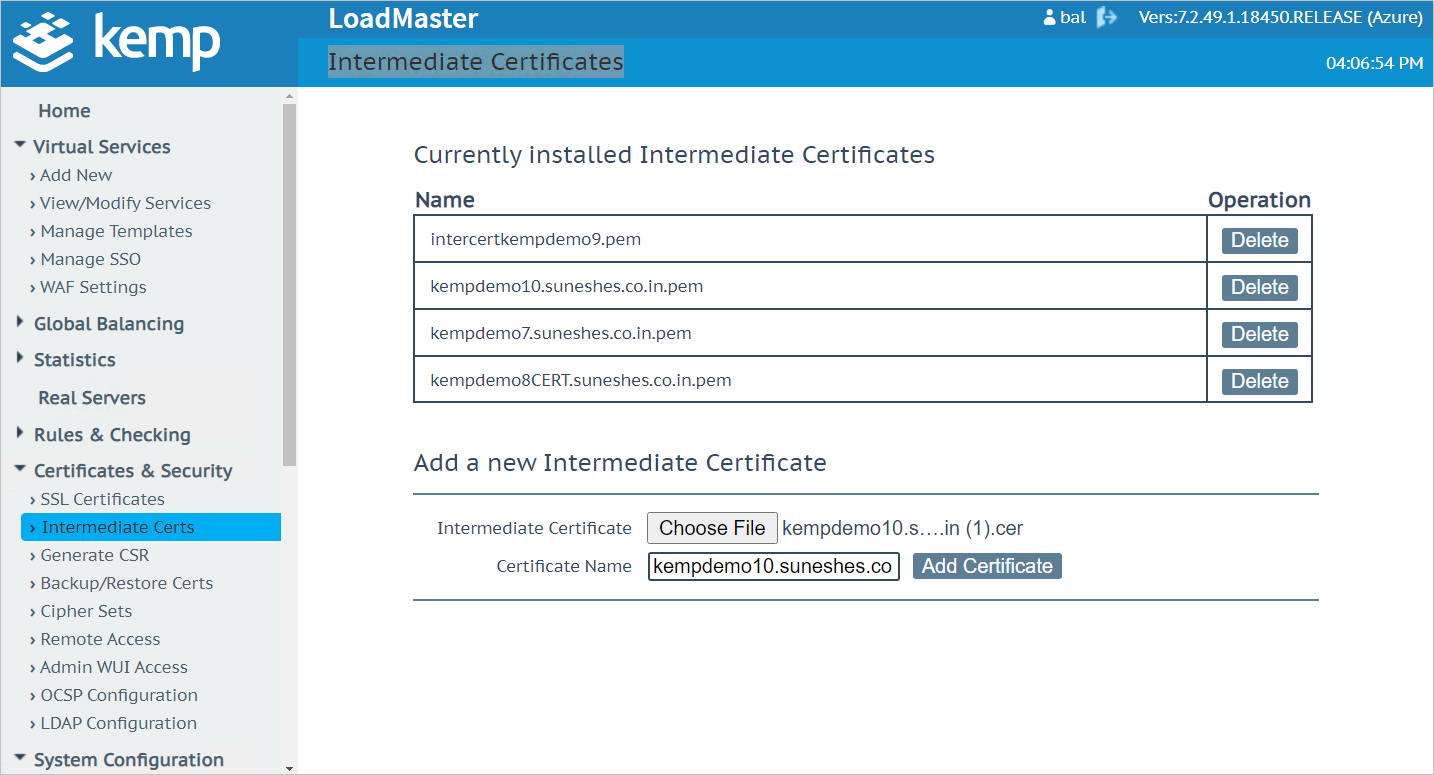 kemp
LoadMaster
bal
Vers:7.2.49.1.18450.RELEASE (Azure)
Intermediate Certificates
04:06:54 PM
Home
Virtual Services
› Add New
› View/Modify Services
› Manage Templates
› Manage SSO
› WAF Settings
Global Balancing
Statistics
Real Servers
Rules & Checking
Certificates & Security
› SSL Certificates
› Intermediate Certs
› Generate CSR
› Backup/Restore Certs
› Cipher Sets
› Remote Access
› Admin WUI Access
› OCSP Configuration
› LDAP Configuration
System Configuration
Currently installed Intermediate Certificates
Name Operation
intercertkempdemo9.pem Delete
kempdemo10.suneshes.co.in.pem Delete
kempdemo7.suneshes.co.in.pem Delete
kempdemo8CERT.suneshes.co.in.pem Delete
Add a new Intermediate Certificate
Intermediate Certificate Choose File kempdemo10.s....in (1).cer
Certificate Name kempdemo10.suneshes.co Add Certificate